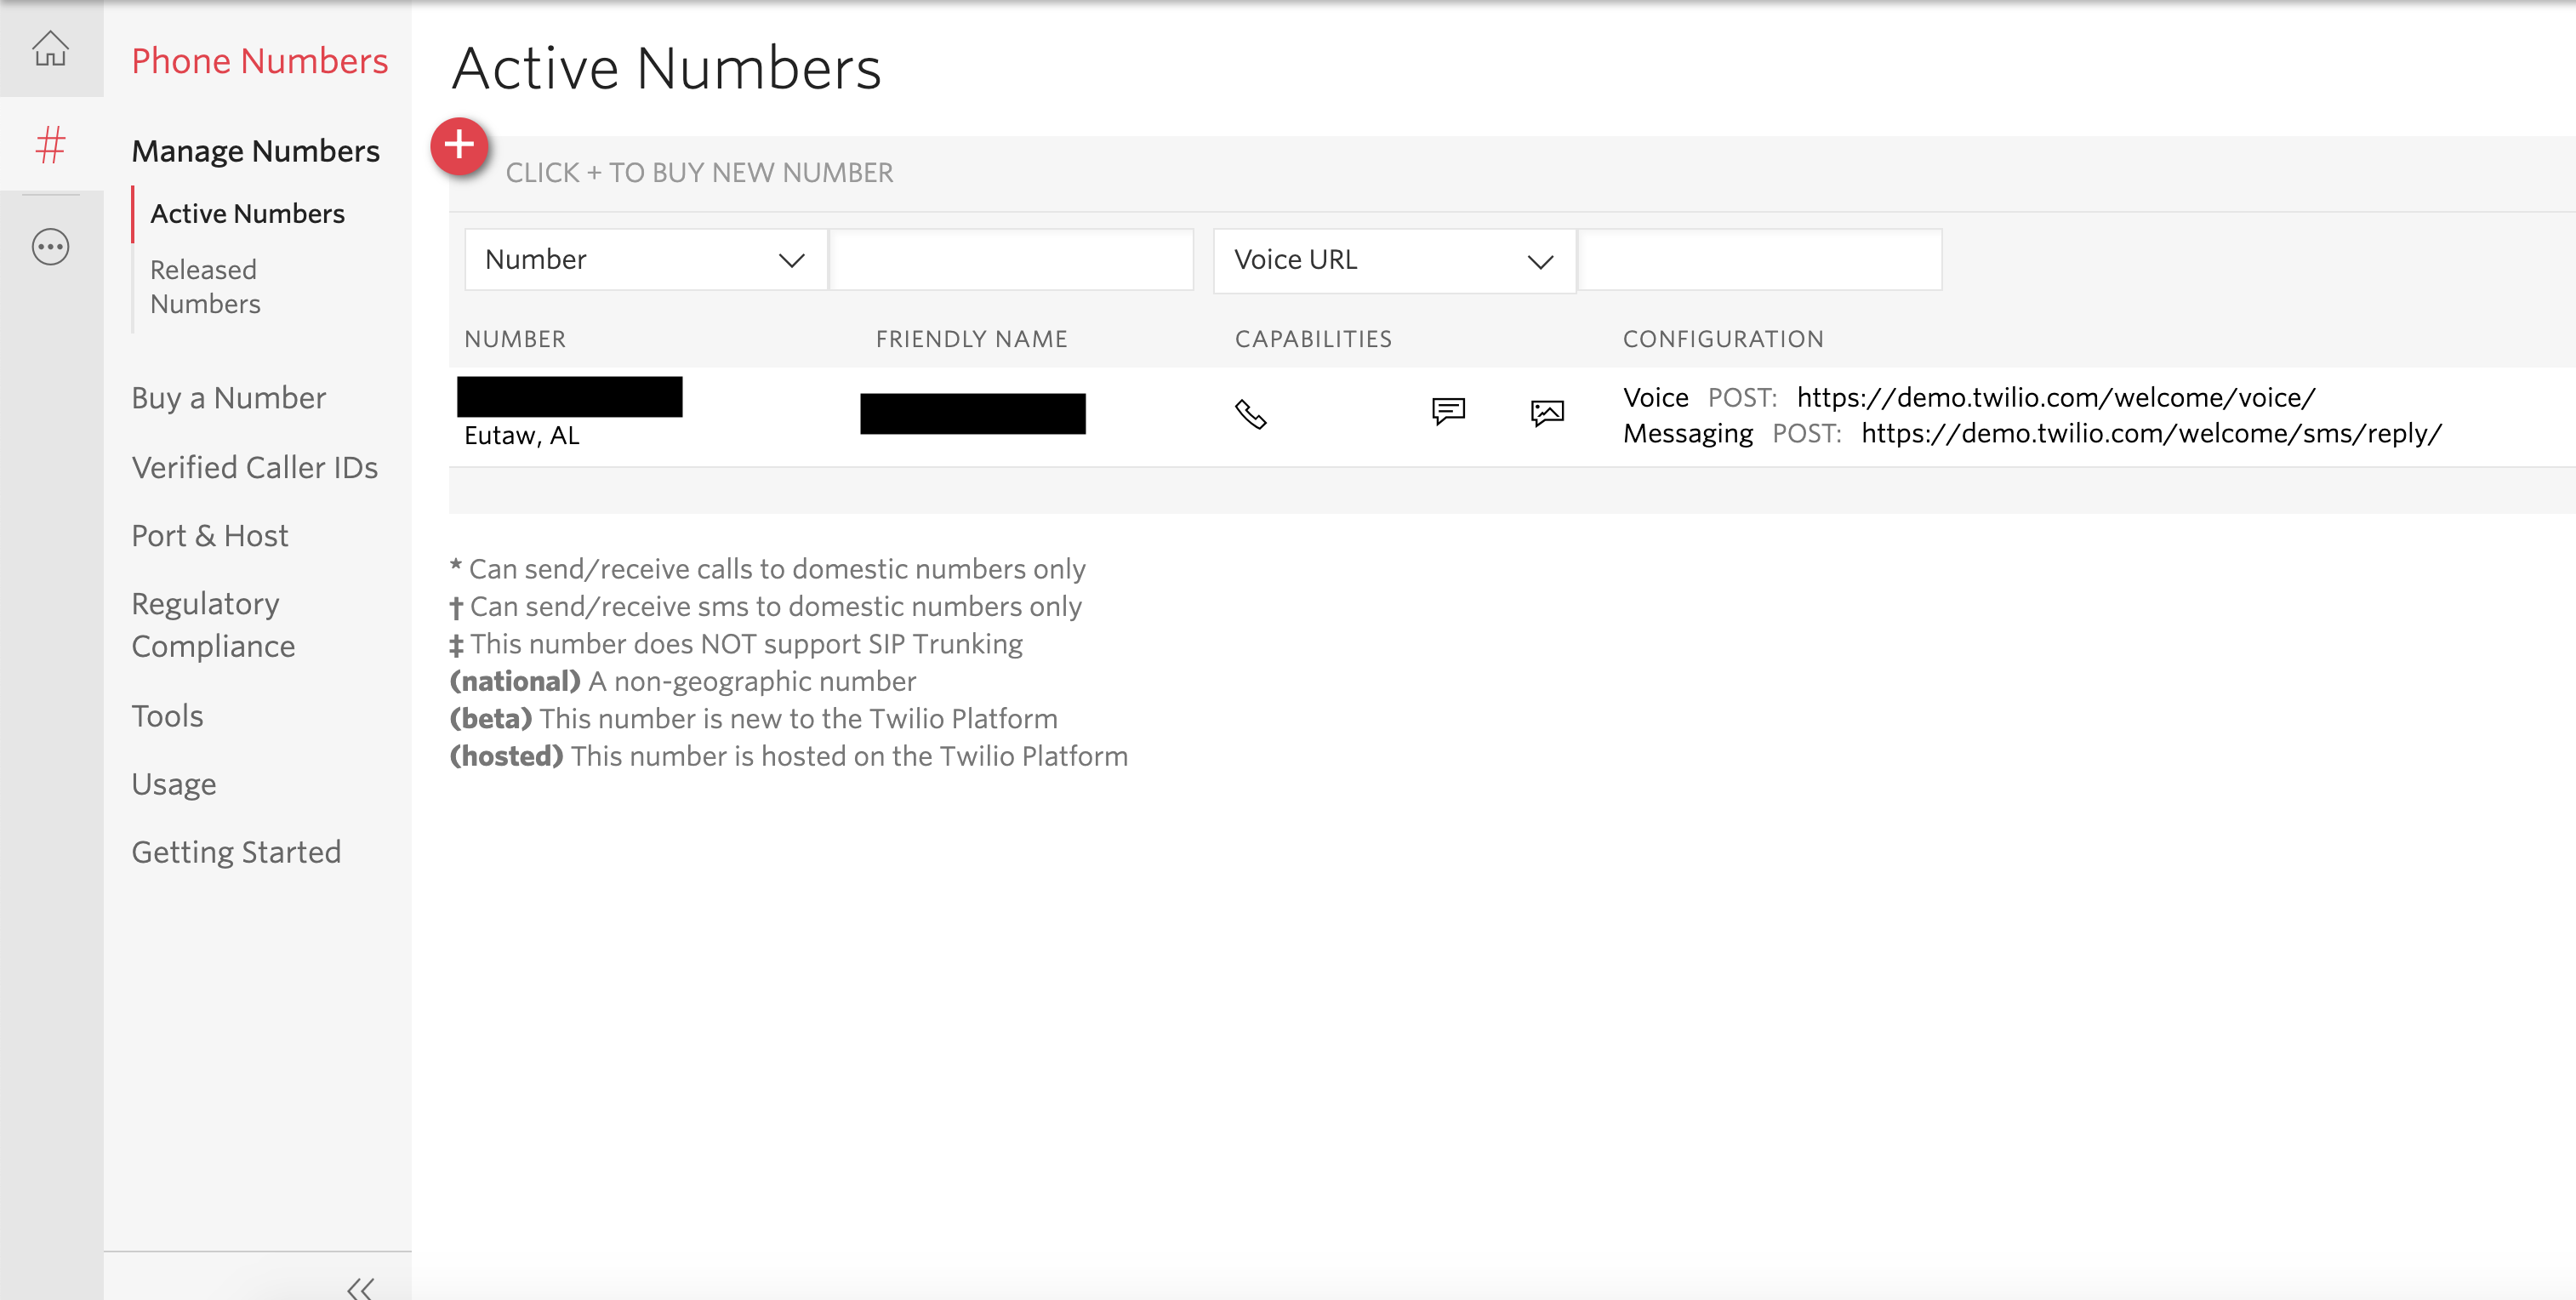 Phone Numbers
Manage Numbers
Active Numbers
Released
Numbers
Buy a Number
Verified Caller IDs
Port & Host
Regulatory
Compliance
Tools
Usage
Getting Started
Active Numbers
CLICK + TO BUY NEW NUMBER
Number
Voice URL
NUMBER FRIENDLY NAME CAPABILITIES CONFIGURATION
Eutaw, AL
Voice POST: https://demo.twilio.com/welcome/voice/
Messaging POST: https://demo.twilio.com/welcome/sms/reply/
* Can send/receive calls to domestic numbers only
† Can send/receive sms to domestic numbers only
‡ This number does NOT support SIP Trunking
(national) A non-geographic number
(beta) This number is new to the Twilio Platform
(hosted) This number is hosted on the Twilio Platform